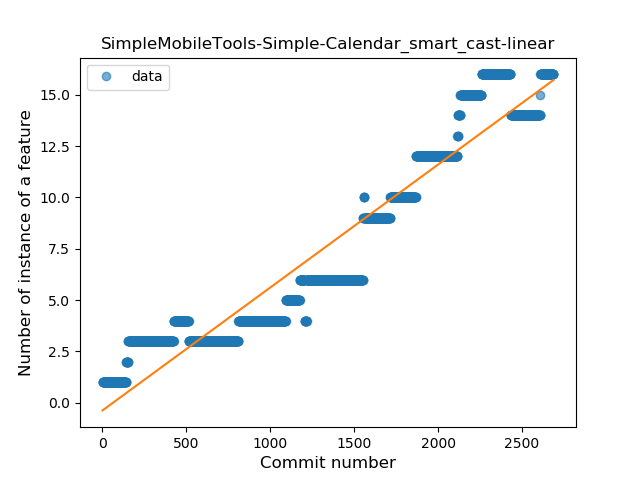 SimpleMobileTools-Simple-Calendar_smart_cast-linear
data
Number of instance of a feature
15.0
12.5
10.0
7.5
5.0
2.5
0.0
0 500 1000 1500 2000 2500
Commit number